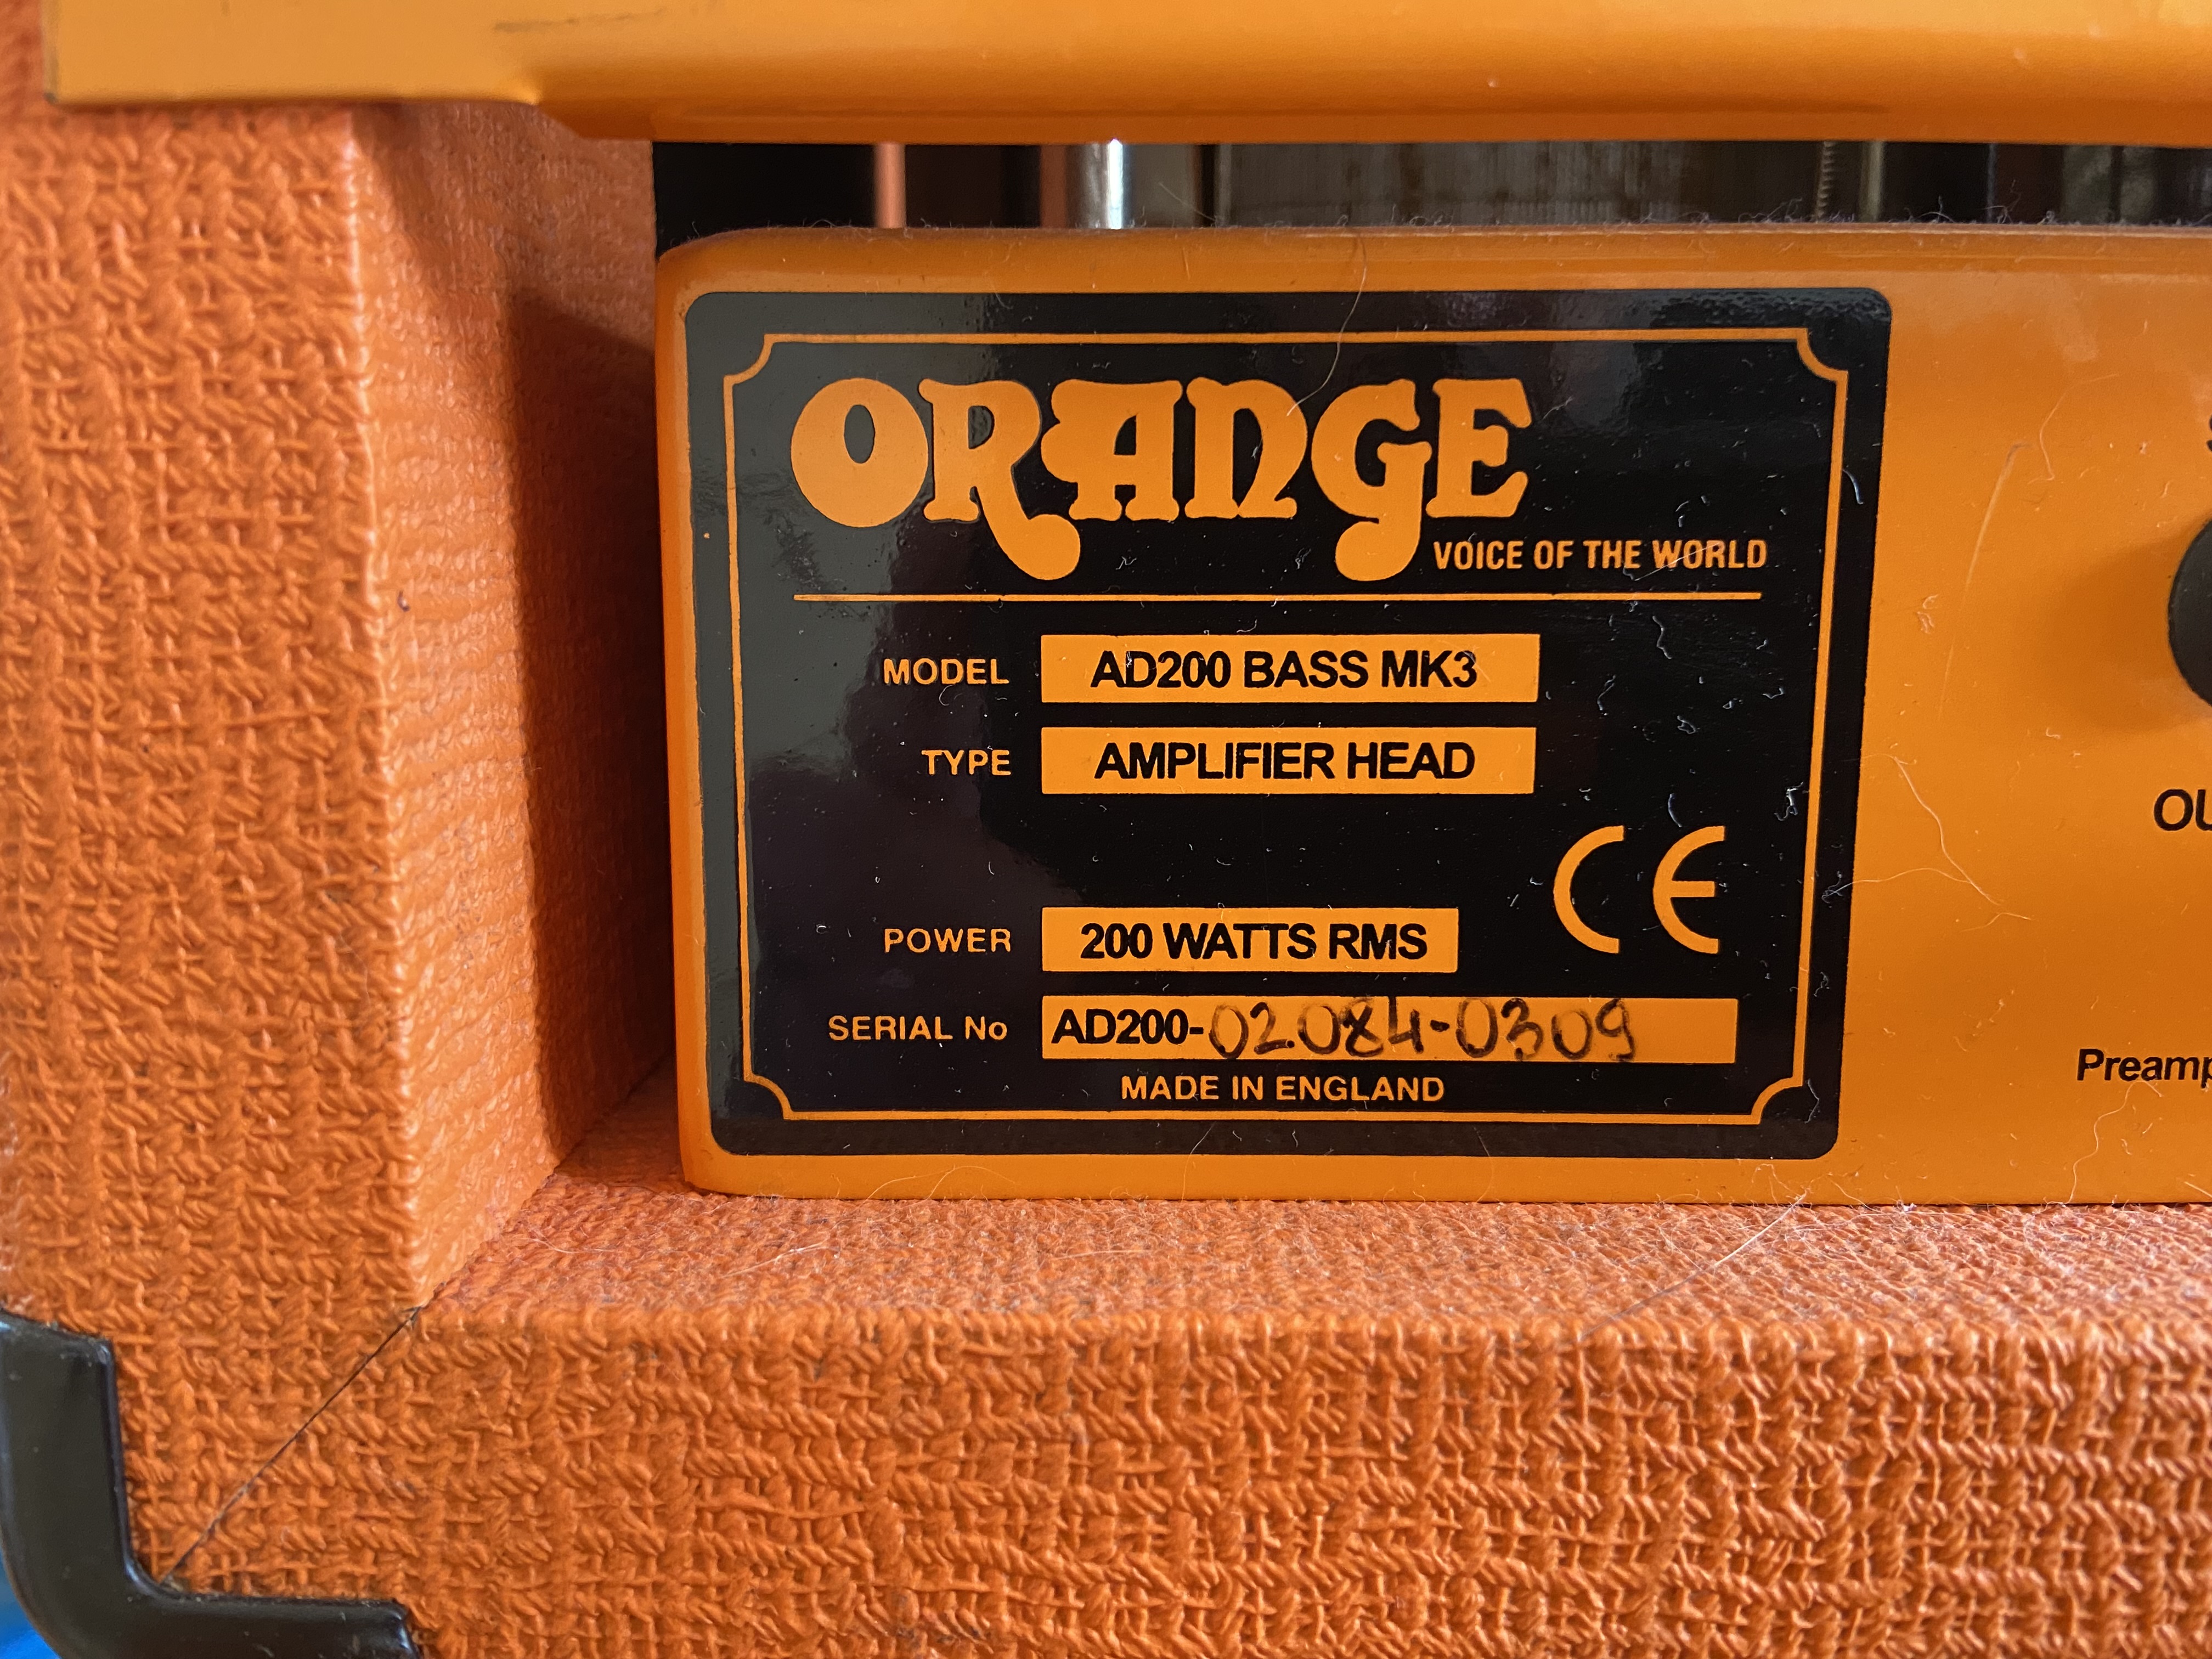 ORANGE
VOICE OF THE WORLD
MODEL AD200 BASS MK3
TYPE AMPLIFIER HEAD
CE
POWER 200 WATTS RMS
SERIAL No AD200-02084-0309
MADE IN ENGLAND
OU
Preamp